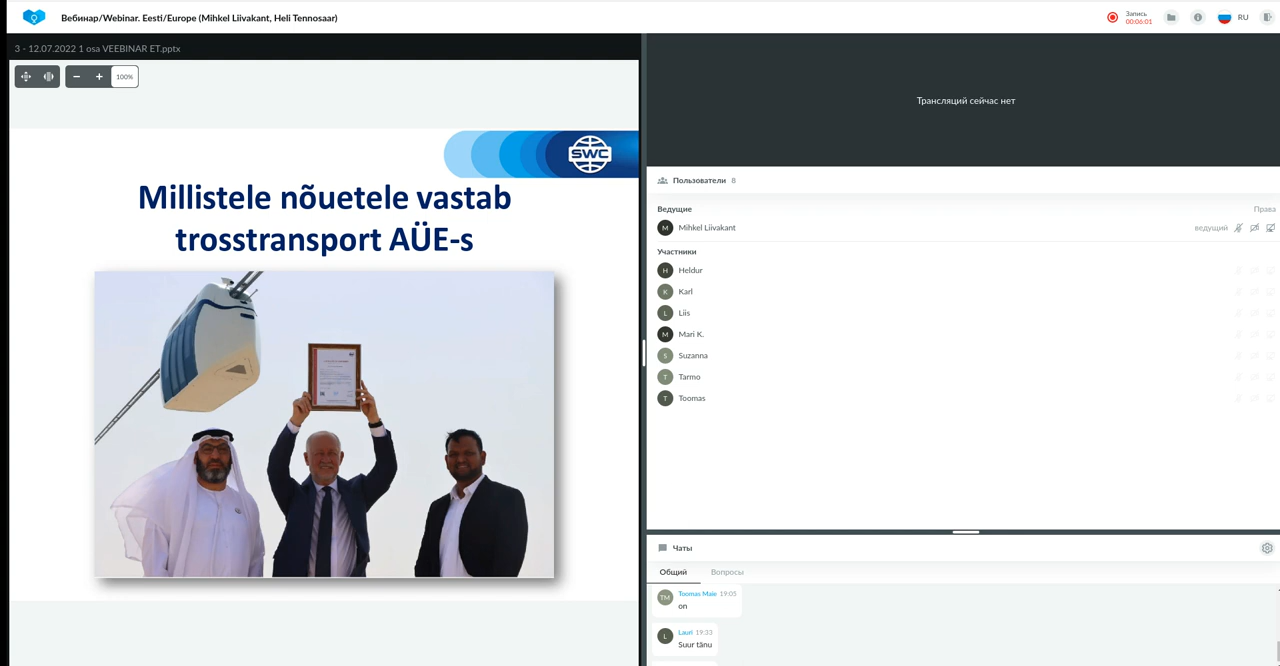 Вебинар/Webinar. Eesti/Europe (Mihkel Liivakant, Heli Tennosaar)
Запись
00:06:01
RU
3 - 12.07.2022 1 osa VEEBINAR ET.pptx
100%
SWC
Millistele nõuetele vastab
trosstransport AÜE-s
Трансляций сейчас нет
Пользователи 8
Ведущие
Права
M
Mihkel Liivakant
ведущий
Участники
H
Heldur
K
Karl
L
Liis
M
Mari K.
S
Suzanna
T
Tarmo
T
Toomas
Чаты
Общий
Вопросы
TM
Toomas Maie 19:05
on
L
Lauri 19:33
Suur tänu